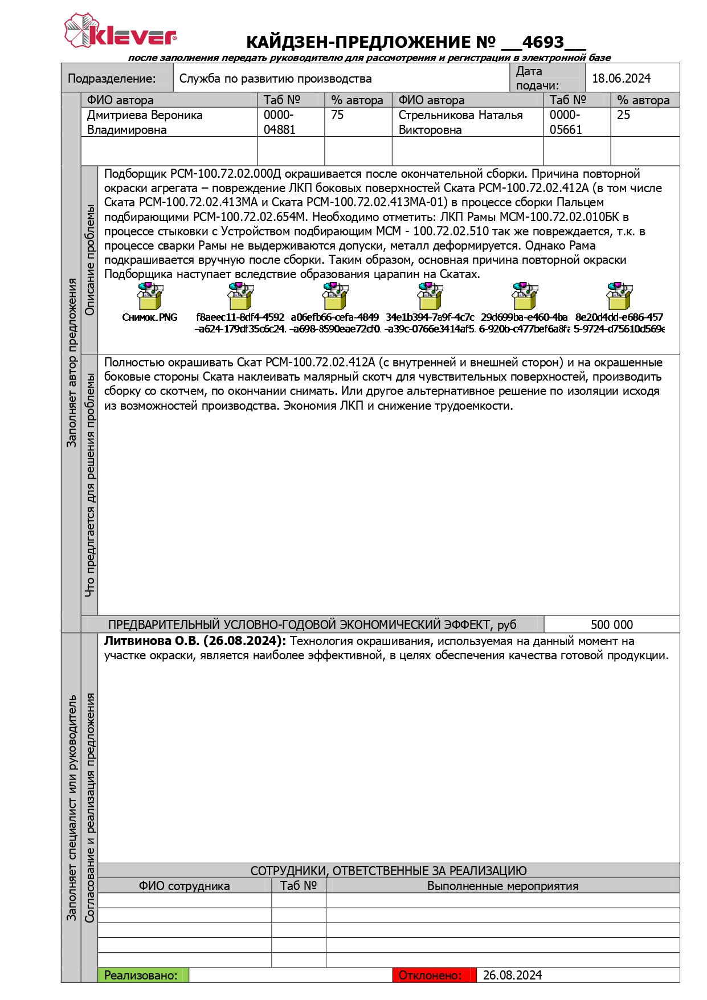 klever®
КАЙДЗЕН-ПРЕДЛОЖЕНИЕ № __4693__
после заполнения передать руководителю для рассмотрения и регистрации в электронной базе
Подразделение: Служба по развитию производства Дата подачи: 18.06.2024
ФИО автора Таб № % автора ФИО автора Таб № % автора
Дмитриева Вероника 0000- 75 Стрельникова Наталья 0000- 25
Владимировна 04881 Викторовна 05661
Заполняет автор предложения
Описание проблемы
Подборщик РСМ-100.72.02.000Д окрашивается после окончательной сборки. Причина повторной
окраски агрегата – повреждение ЛКП боковых поверхностей Ската РСМ-100.72.02.412А (в том числе
Ската РСМ-100.72.02.413МА и Ската РСМ-100.72.02.413МА-01) в процессе сборки Пальцем
подбирающими РСМ-100.72.02.654М. Необходимо отметить: ЛКП Рамы МСМ-100.72.02.010БК в
процессе стыковки с Устройством подбирающим МСМ - 100.72.02.510 так же повреждается, т.к. в
процессе сварки Рамы не выдерживаются допуски, металл деформируется. Однако Рама
подкрашивается вручную после сборки. Таким образом, основная причина повторной окраски
Подборщика наступает вследствие образования царапин на Скатах.
Снимок.PNG f8aeec11-8df4-4592 a06efb66-cefa-4849 34e1b394-7a9f-4c7c 29d699ba-e460-4ba 8e20d4dd-e686-457
-a624-179df35c6c24. -a698-8590eae72cf0 -a39c-0766e3414af5. 6-920b-c477bef6a8fa 5-9724-d75610d569e
Что предлгается для решения проблемы
Полностью окрашивать Скат РСМ-100.72.02.412А (с внутренней и внешней сторон) и на окрашенные
боковые стороны Ската наклеивать малярный скотч для чувствительных поверхностей, производить
сборку со скотчем, по окончании снимать. Или другое альтернативное решение по изоляции исходя
из возможностей производства. Экономия ЛКП и снижение трудоемкости.
ПРЕДВАРИТЕЛЬНЫЙ УСЛОВНО-ГОДОВОЙ ЭКОНОМИЧЕСКИЙ ЭФФЕКТ, руб 500 000
Заполняет специалист или руководитель
Согласование и реализация предложения
Литвинова О.В. (26.08.2024): Технология окрашивания, используемая на данный момент на
участке окраски, является наиболее эффективной, в целях обеспечения качества готовой продукции.
СОТРУДНИКИ, ОТВЕТСТВЕННЫЕ ЗА РЕАЛИЗАЦИЮ
ФИО сотрудника Таб № Выполненные мероприятия
Реализовано: Отклонено: 26.08.2024